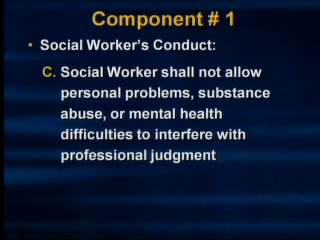 Component # 1
• Social Worker's Conduct:
C. Social Worker shall not allow
personal problems, substance
abuse, or mental health
difficulties to interfere with
professional judgment